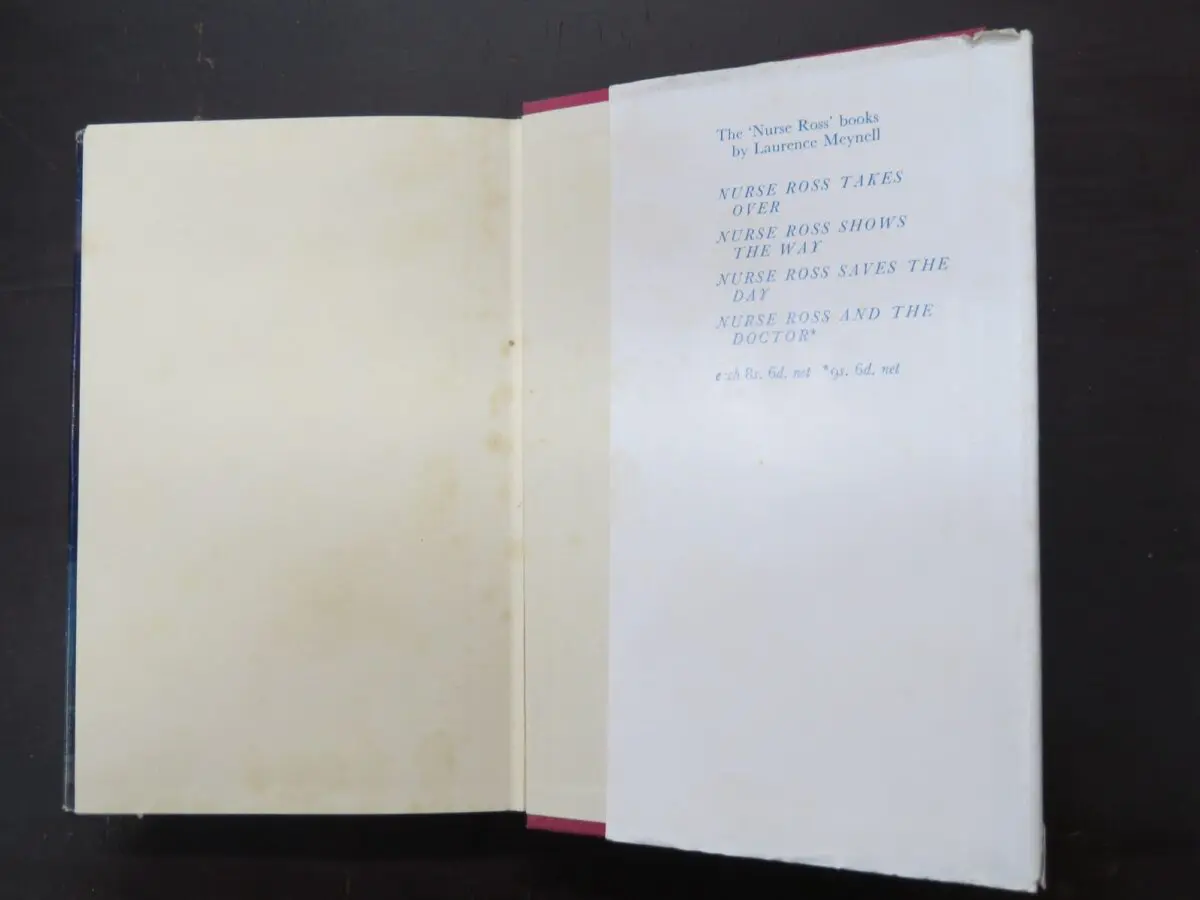 The 'Nurse Ross' books
by Laurence Meynell
NURSE ROSS TAKES
OVER
NURSE ROSS SHOWS
THE WAY
NURSE ROSS SAVES THE
DAY
NURSE ROSS AND THE
DOCTOR*
each 8s. 6d. net *9s. 6d. net